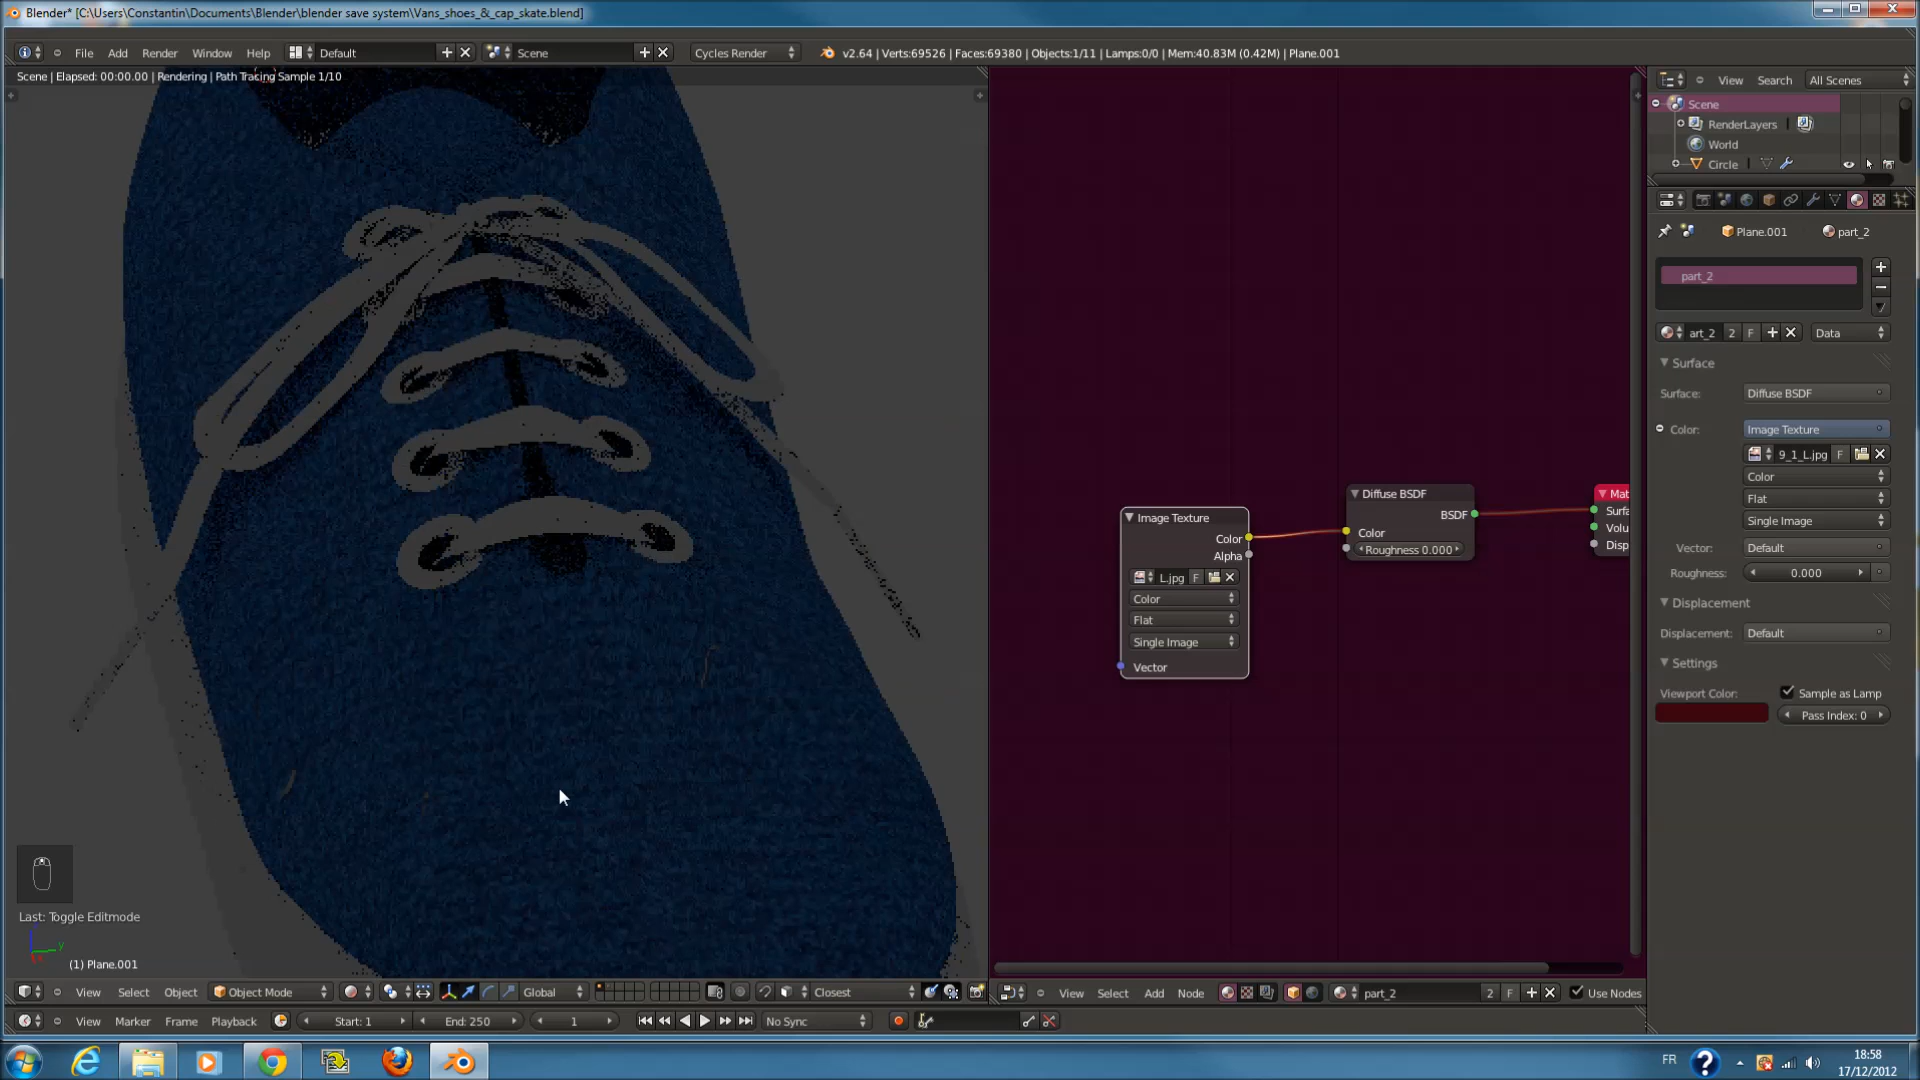 Blender* [C:\Users\Constantin\Documents\Blender\blender save system\Vans_shoes_&_cap_skate.blend]
File Add Render Window Help Default Scene Cycles Render v2.64 | Verts:69526 | Faces:69380 | Objects:1/11 | Lamps:0/0 | Mem:40.83M (0.42M) | Plane.001
Scene | Elapsed: 00:00.00 | Rendering | Path Tracing Sample 1/10
View Search All Scenes
Scene
RenderLayers |
World
Circle |
Plane.001 part_2
part_2
art_2 2 F Data
Surface
Surface: Diffuse BSDF
Color: Image Texture
9_1_L.jpg F
Color
Flat
Single Image
Vector: Default
Roughness: 0.000
Displacement
Displacement: Default
Settings
Viewport Color: Sample as Lamp
Pass Index: 0
Image Texture
Color
Alpha
L.jpg F
Color
Flat
Single Image
Vector
Diffuse BSDF
BSDF
Color
Roughness 0.000
Mat
Surfa
Volu
Disp
Last: Toggle Editmode
y
(1) Plane.001
View Select Object Object Mode Global Closest
View Select Add Node part_2 2 F Use Nodes
View Marker Frame Playback Start: 1 End: 250 1 No Sync
FR 18:58
17/12/2012